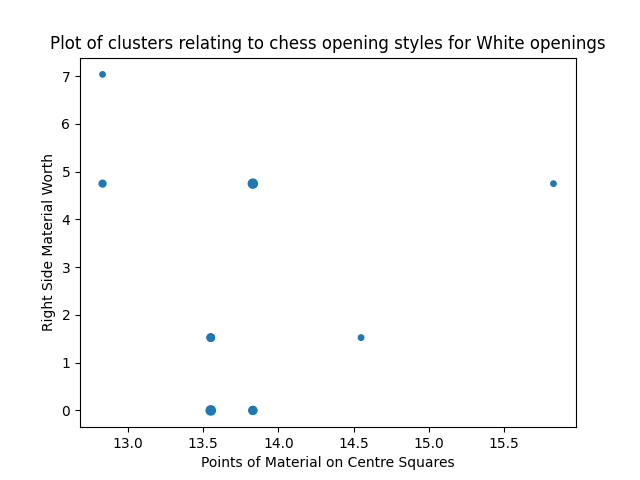 Plot of clusters relating to chess opening styles for White openings
7
6
5
4
3
2
1
0
Right Side Material Worth
13.0 13.5 14.0 14.5 15.0 15.5
Points of Material on Centre Squares